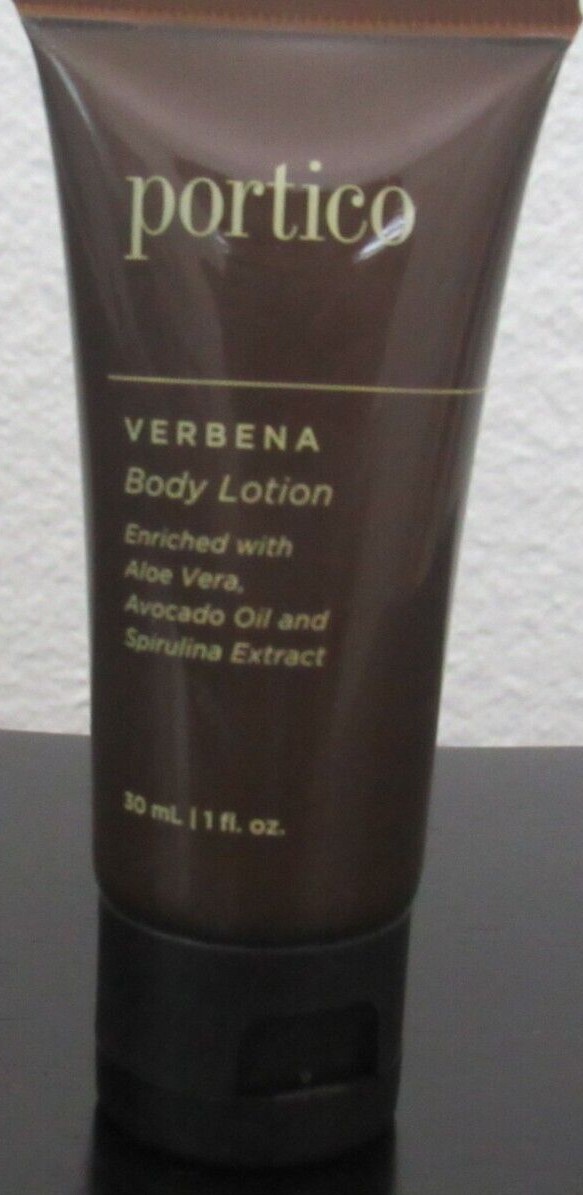 portico
VERBENA
Body Lotion
Enriched with
Aloe Vera,
Avocado Oil and
Spirulina Extract
30 mL | 1 fl. oz.